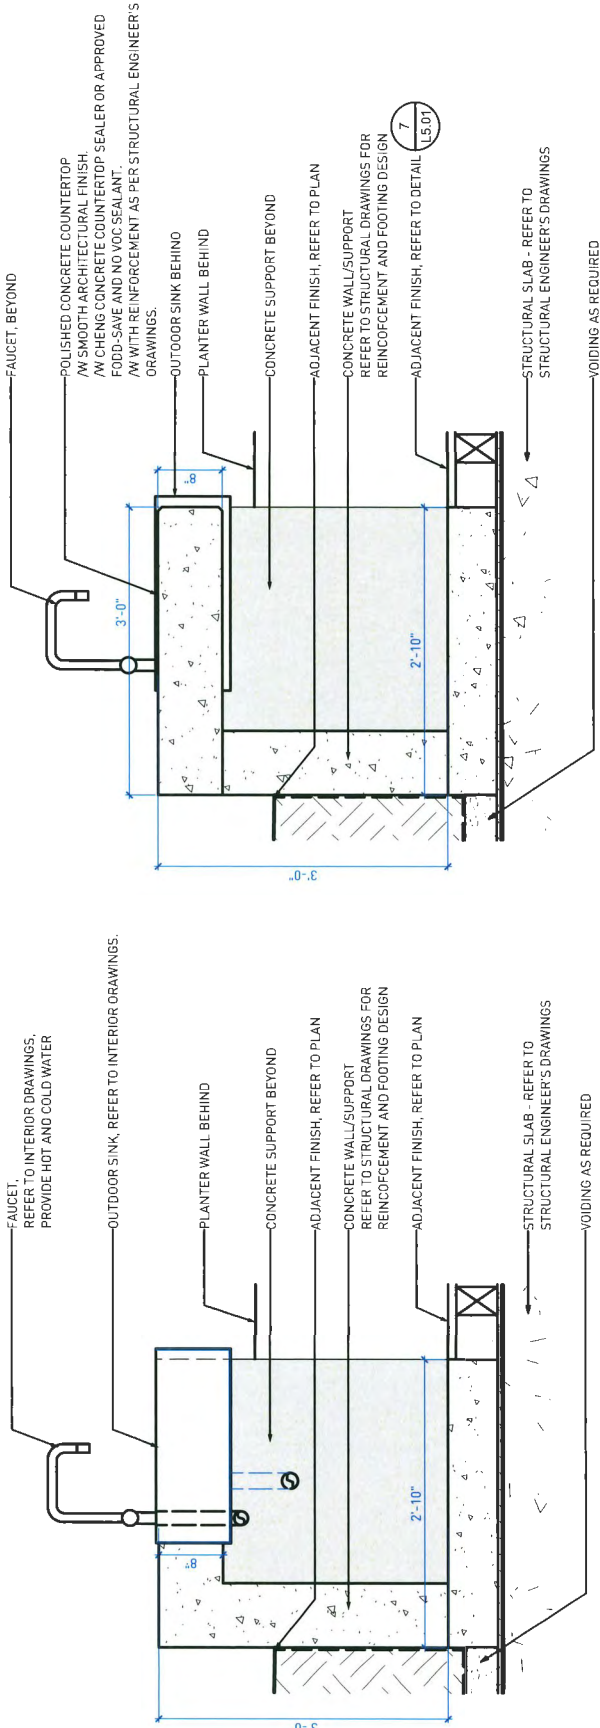 FAUCET,
REFER TO INTERIOR DRAWINGS,
PROVIDE HOT AND COLD WATER
OUTDOOR SINK, REFER TO INTERIOR ORAWINGS.
PLANTER WALL BEHIND
CONCRETE SUPPORT BEYOND
ADJACENT FINISH, REFER TO PLAN
CONCRETE WALL/SUPPORT
REFER TO STRUCTURAL DRAWINGS FOR
REINCOFCEMENT AND FOOTING DESIGN
ADJACENT FINISH, REFER TO PLAN
STRUCTURAL SLAB - REFER TO
STRUCTURAL ENGINEER'S DRAWINGS
VOIDING AS REQUIRED
8"
2'-10"
3'-0"
FAUCET, BEYOND
POLISHED CONCRETE COUNTERTOP
/W SMOOTH ARCHITECTURAL FINISH.
/W CHENG CONCRETE COUNTERTOP SEALER OR APPROVED
FODD-SAVE AND NO VOC SEALANT.
/W WITH REINFORCEMENT AS PER STRUCTURAL ENGINEER'S
ORAWINGS.
OUTOOOR SINK BEHINO
PLANTER WALL BEHIND
CONCRETE SUPPORT BEYOND
ADJACENT FINISH, REFER TO PLAN
CONCRETE WALL/SUPPORT
REFER TO STRUCTURAL DRAWINGS FOR
REINCOFCEMENT AND FOOTING DESIGN
ADJACENT FINISH, REFER TO DETAIL
7
L5.01
STRUCTURAL SLAB - REFER TO
STRUCTURAL ENGINEER'S DRAWINGS
VOIDING AS REQUIRED
3'-0"
8"
2'-10"
3'-0"